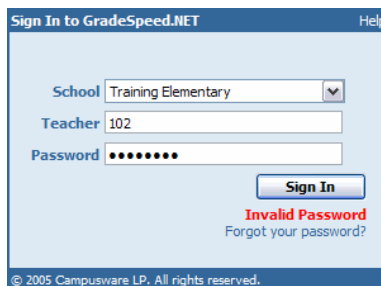 Sign In to GradeSpeed.NET Help
School Training Elementary
Teacher 102
Password ••••••••
Sign In
Invalid Password
Forgot your password?
© 2005 Campusware LP. All rights reserved.